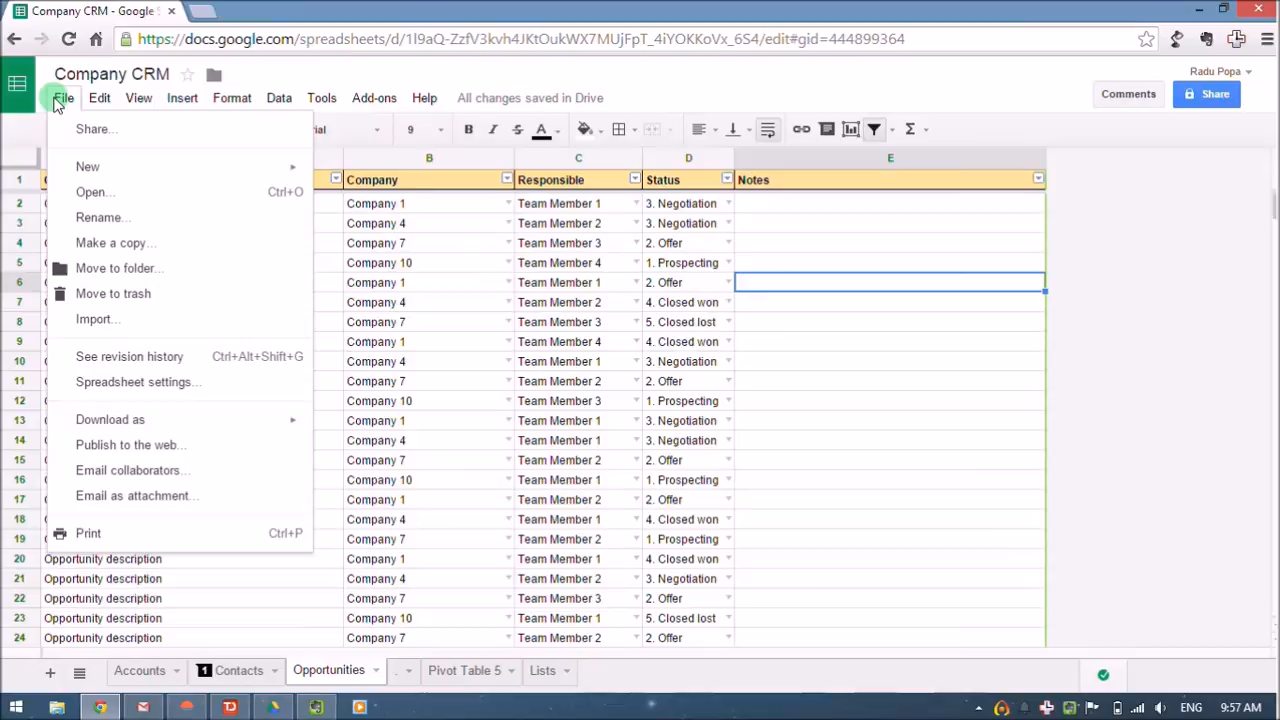 Company CRM - Google S
https://docs.google.com/spreadsheets/d/1l9aQ-ZzfV3kvh4JKtOukWX7MUjFpT_4iYOKKoV_6S4/edit#gid=444899364
Company CRM
Radu Popa
File Edit View Insert Format Data Tools Add-ons Help All changes saved in Drive
Comments
Share
9 B I A Σ
B C D E
1 Company Responsible Status Notes
2 Company 1 Team Member 1 3. Negotiation
3 Company 4 Team Member 2 3. Negotiation
4 Company 7 Team Member 3 2. Offer
5 Company 10 Team Member 4 1. Prospecting
6 Company 1 Team Member 1 2. Offer
7 Company 4 Team Member 2 4. Closed won
8 Company 7 Team Member 3 5. Closed lost
9 Company 1 Team Member 4 4. Closed won
10 Company 4 Team Member 1 3. Negotiation
11 Company 7 Team Member 2 2. Offer
12 Company 10 Team Member 3 1. Prospecting
13 Company 1 Team Member 1 3. Negotiation
14 Company 4 Team Member 1 3. Negotiation
15 Company 7 Team Member 2 2. Offer
16 Company 10 Team Member 1 1. Prospecting
17 Company 1 Team Member 2 2. Offer
18 Company 4 Team Member 1 4. Closed won
19 Company 7 Team Member 2 1. Prospecting
20 Opportunity description Company 1 Team Member 1 4. Closed won
21 Opportunity description Company 4 Team Member 2 3. Negotiation
22 Opportunity description Company 7 Team Member 3 2. Offer
23 Opportunity description Company 10 Team Member 1 5. Closed lost
24 Opportunity description Company 7 Team Member 2 2. Offer
Share...
New
Open... Ctrl+O
Rename...
Make a copy...
Move to folder...
Move to trash
Import...
See revision history Ctrl+Alt+Shift+G
Spreadsheet settings...
Download as
Publish to the web...
Email collaborators...
Email as attachment...
Print Ctrl+P
Accounts 1 Contacts Opportunities . Pivot Table 5 Lists
ENG 9:57 AM